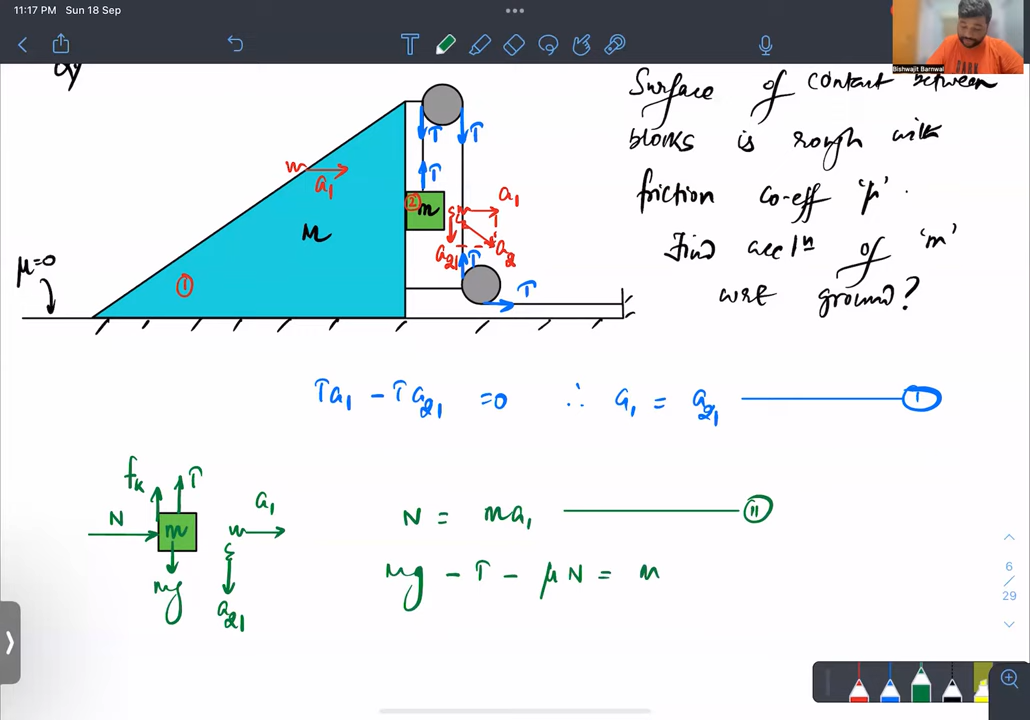 11:17 PM Sun 18 Sep
Bishwajit Barnwal
Surface of contact between
blocks is rough with
friction co-eff 'μ'.
Find accln of 'm'
wrt ground?
μ=0
①
M
m
a₁
②
m
T
T
T
T
T
a₁
a₂
a₂₁
Ta₁ - Ta₂₁ = 0 ∴ a₁ = a₂₁ I
fₖ T
N m a₁
mg a₂₁
N = ma₁ II
mg - T - μN = m
6
/
29